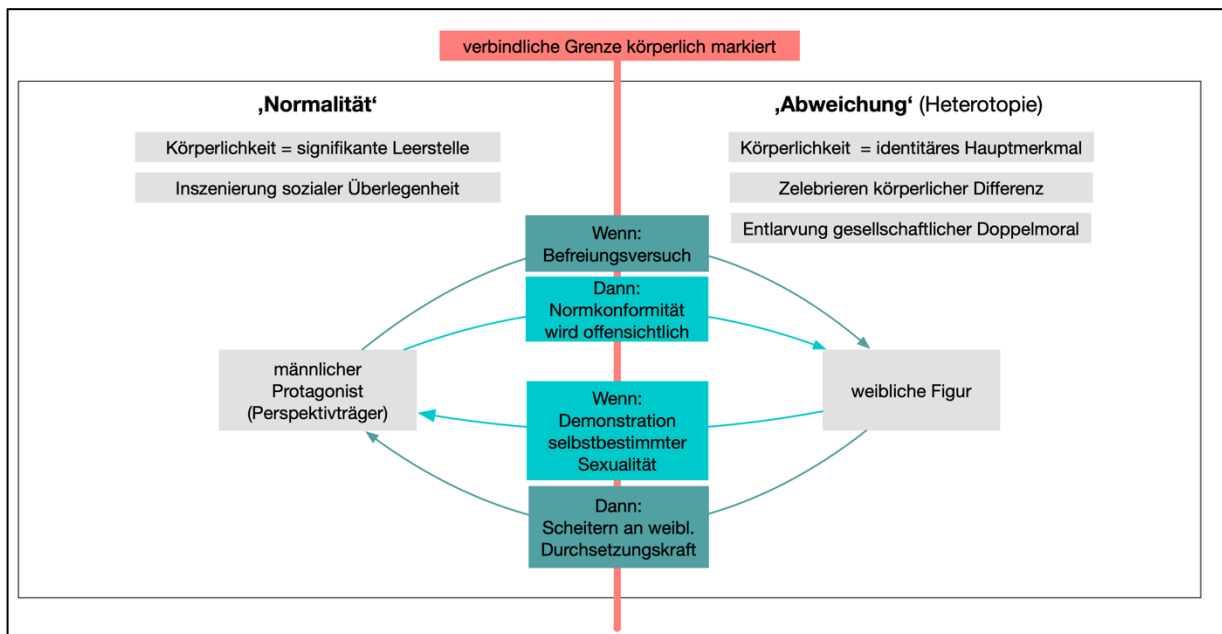 verbindliche Grenze körperlich markiert
‚Normalität‘
Körperlichkeit = signifikante Leerstelle
Inszenierung sozialer Überlegenheit
‚Abweichung‘ (Heterotopie)
Körperlichkeit = identitäres Hauptmerkmal
Zelebrieren körperlicher Differenz
Entlarvung gesellschaftlicher Doppelmoral
Wenn:
Befreiungsversuch
Dann:
Normkonformität
wird offensichtlich
männlicher
Protagonist
(Perspektivträger)
weibliche Figur
Wenn:
Demonstration
selbstbestimmter
Sexualität
Dann:
Scheitern an weibl.
Durchsetzungskraft